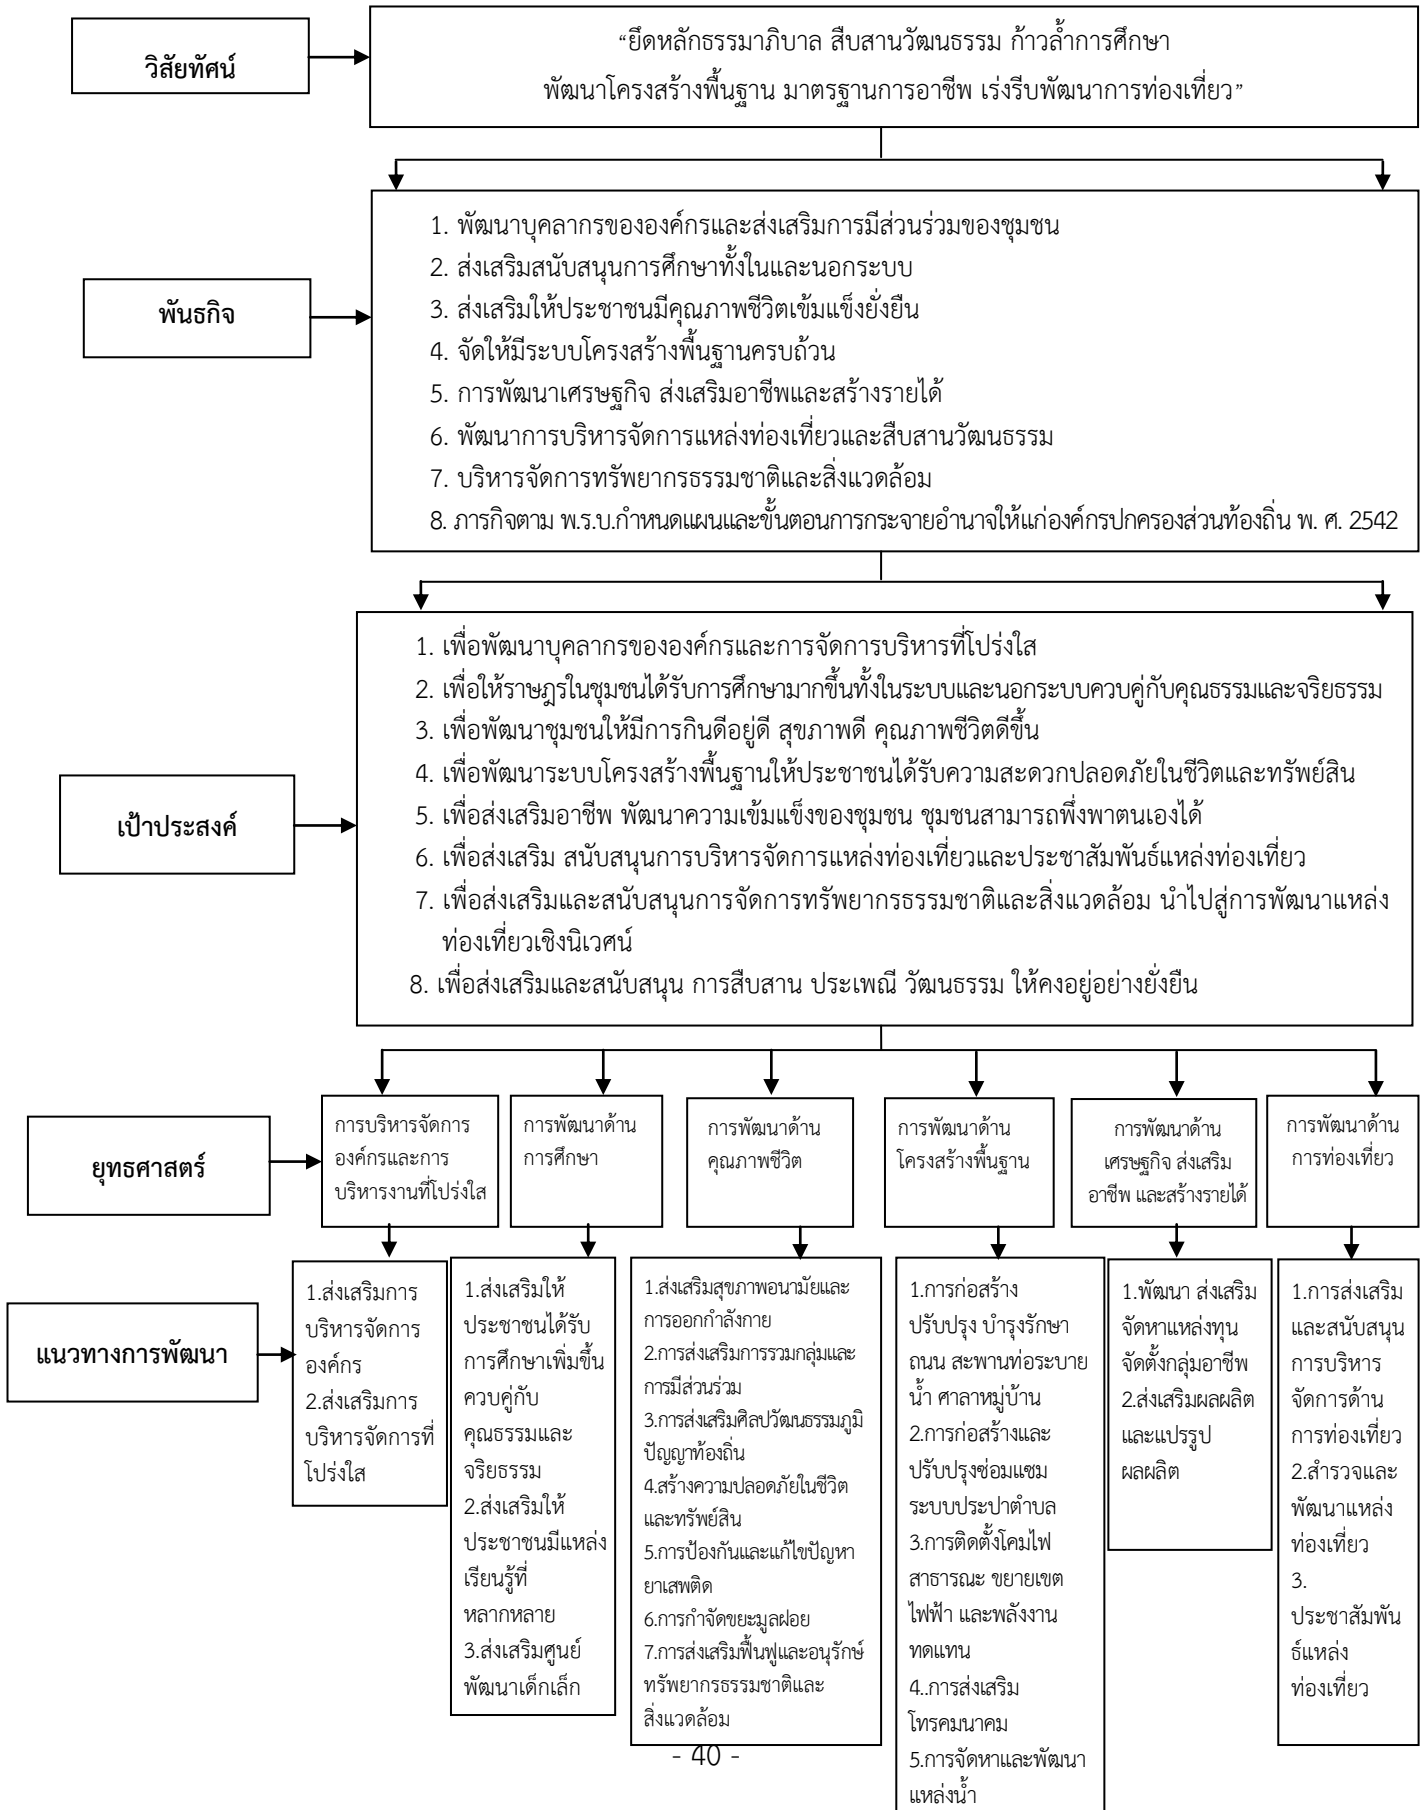 วิสัยทัศน์
“ยึดหลักธรรมาภิบาล สืบสานวัฒนธรรม ก้าวล้ำการศึกษา
พัฒนาโครงสร้างพื้นฐาน มาตรฐานการอาชีพ เร่งรีบพัฒนาการท่องเที่ยว”
พันธกิจ
1. พัฒนาบุคลากรขององค์กรและส่งเสริมการมีส่วนร่วมของชุมชน
2. ส่งเสริมสนับสนุนการศึกษาทั้งในและนอกระบบ
3. ส่งเสริมให้ประชาชนมีคุณภาพชีวิตเข้มแข็งยั่งยืน
4. จัดให้มีระบบโครงสร้างพื้นฐานครบถ้วน
5. การพัฒนาเศรษฐกิจ ส่งเสริมอาชีพและสร้างรายได้
6. พัฒนาการบริหารจัดการแหล่งท่องเที่ยวและสืบสานวัฒนธรรม
7. บริหารจัดการทรัพยากรธรรมชาติและสิ่งแวดล้อม
8. ภารกิจตาม พ.ร.บ.กำหนดแผนและขั้นตอนการกระจายอำนาจให้แก่องค์กรปกครองส่วนท้องถิ่น พ. ศ. 2542
เป้าประสงค์
1. เพื่อพัฒนาบุคลากรขององค์กรและการจัดการบริหารที่โปร่งใส
2. เพื่อให้ราษฎรในชุมชนได้รับการศึกษามากขึ้นทั้งในระบบและนอกระบบควบคู่กับคุณธรรมและจริยธรรม
3. เพื่อพัฒนาชุมชนให้มีการกินดีอยู่ดี สุขภาพดี คุณภาพชีวิตดีขึ้น
4. เพื่อพัฒนาระบบโครงสร้างพื้นฐานให้ประชาชนได้รับความสะดวกปลอดภัยในชีวิตและทรัพย์สิน
5. เพื่อส่งเสริมอาชีพ พัฒนาความเข้มแข็งของชุมชน ชุมชนสามารถพึ่งพาตนเองได้
6. เพื่อส่งเสริม สนับสนุนการบริหารจัดการแหล่งท่องเที่ยวและประชาสัมพันธ์แหล่งท่องเที่ยว
7. เพื่อส่งเสริมและสนับสนุนการจัดการทรัพยากรธรรมชาติและสิ่งแวดล้อม นำไปสู่การพัฒนาแหล่ง
ท่องเที่ยวเชิงนิเวศน์
8. เพื่อส่งเสริมและสนับสนุน การสืบสาน ประเพณี วัฒนธรรม ให้คงอยู่อย่างยั่งยืน
ยุทธศาสตร์
การบริหารจัดการ
องค์กรและการ
บริหารงานที่โปร่งใส
การพัฒนาด้าน
การศึกษา
การพัฒนาด้าน
คุณภาพชีวิต
การพัฒนาด้าน
โครงสร้างพื้นฐาน
การพัฒนาด้าน
เศรษฐกิจ ส่งเสริม
อาชีพ และสร้างรายได้
การพัฒนาด้าน
การท่องเที่ยว
แนวทางการพัฒนา
1.ส่งเสริมการ
บริหารจัดการ
องค์กร
2.ส่งเสริมการ
บริหารจัดการที่
โปร่งใส
1.ส่งเสริมให้
ประชาชนได้รับ
การศึกษาเพิ่มขึ้น
ควบคู่กับ
คุณธรรมและ
จริยธรรม
2.ส่งเสริมให้
ประชาชนมีแหล่ง
เรียนรู้ที่
หลากหลาย
3.ส่งเสริมศูนย์
พัฒนาเด็กเล็ก
1.ส่งเสริมสุขภาพอนามัยและ
การออกกำลังกาย
2.การส่งเสริมการรวมกลุ่มและ
การมีส่วนร่วม
3.การส่งเสริมศิลปวัฒนธรรมภูมิ
ปัญญาท้องถิ่น
4.สร้างความปลอดภัยในชีวิต
และทรัพย์สิน
5.การป้องกันและแก้ไขปัญหา
ยาเสพติด
6.การกำจัดขยะมูลฝอย
7.การส่งเสริมฟื้นฟูและอนุรักษ์
ทรัพยากรธรรมชาติและ
สิ่งแวดล้อม
1.การก่อสร้าง
ปรับปรุง บำรุงรักษา
ถนน สะพานท่อระบาย
น้ำ ศาลาหมู่บ้าน
2.การก่อสร้างและ
ปรับปรุงซ่อมแซม
ระบบประปาตำบล
3.การติดตั้งโคมไฟ
สาธารณะ ขยายเขต
ไฟฟ้า และพลังงาน
ทดแทน
4..การส่งเสริม
โทรคมนาคม
5.การจัดหาและพัฒนา
แหล่งน้ำ
1.พัฒนา ส่งเสริม
จัดหาแหล่งทุน
จัดตั้งกลุ่มอาชีพ
2.ส่งเสริมผลผลิต
และแปรรูป
ผลผลิต
1.การส่งเสริม
และสนับสนุน
การบริหาร
จัดการด้าน
การท่องเที่ยว
2.สำรวจและ
พัฒนาแหล่ง
ท่องเที่ยว
3.
ประชาสัมพัน
ธ์แหล่ง
ท่องเที่ยว
- 40 -